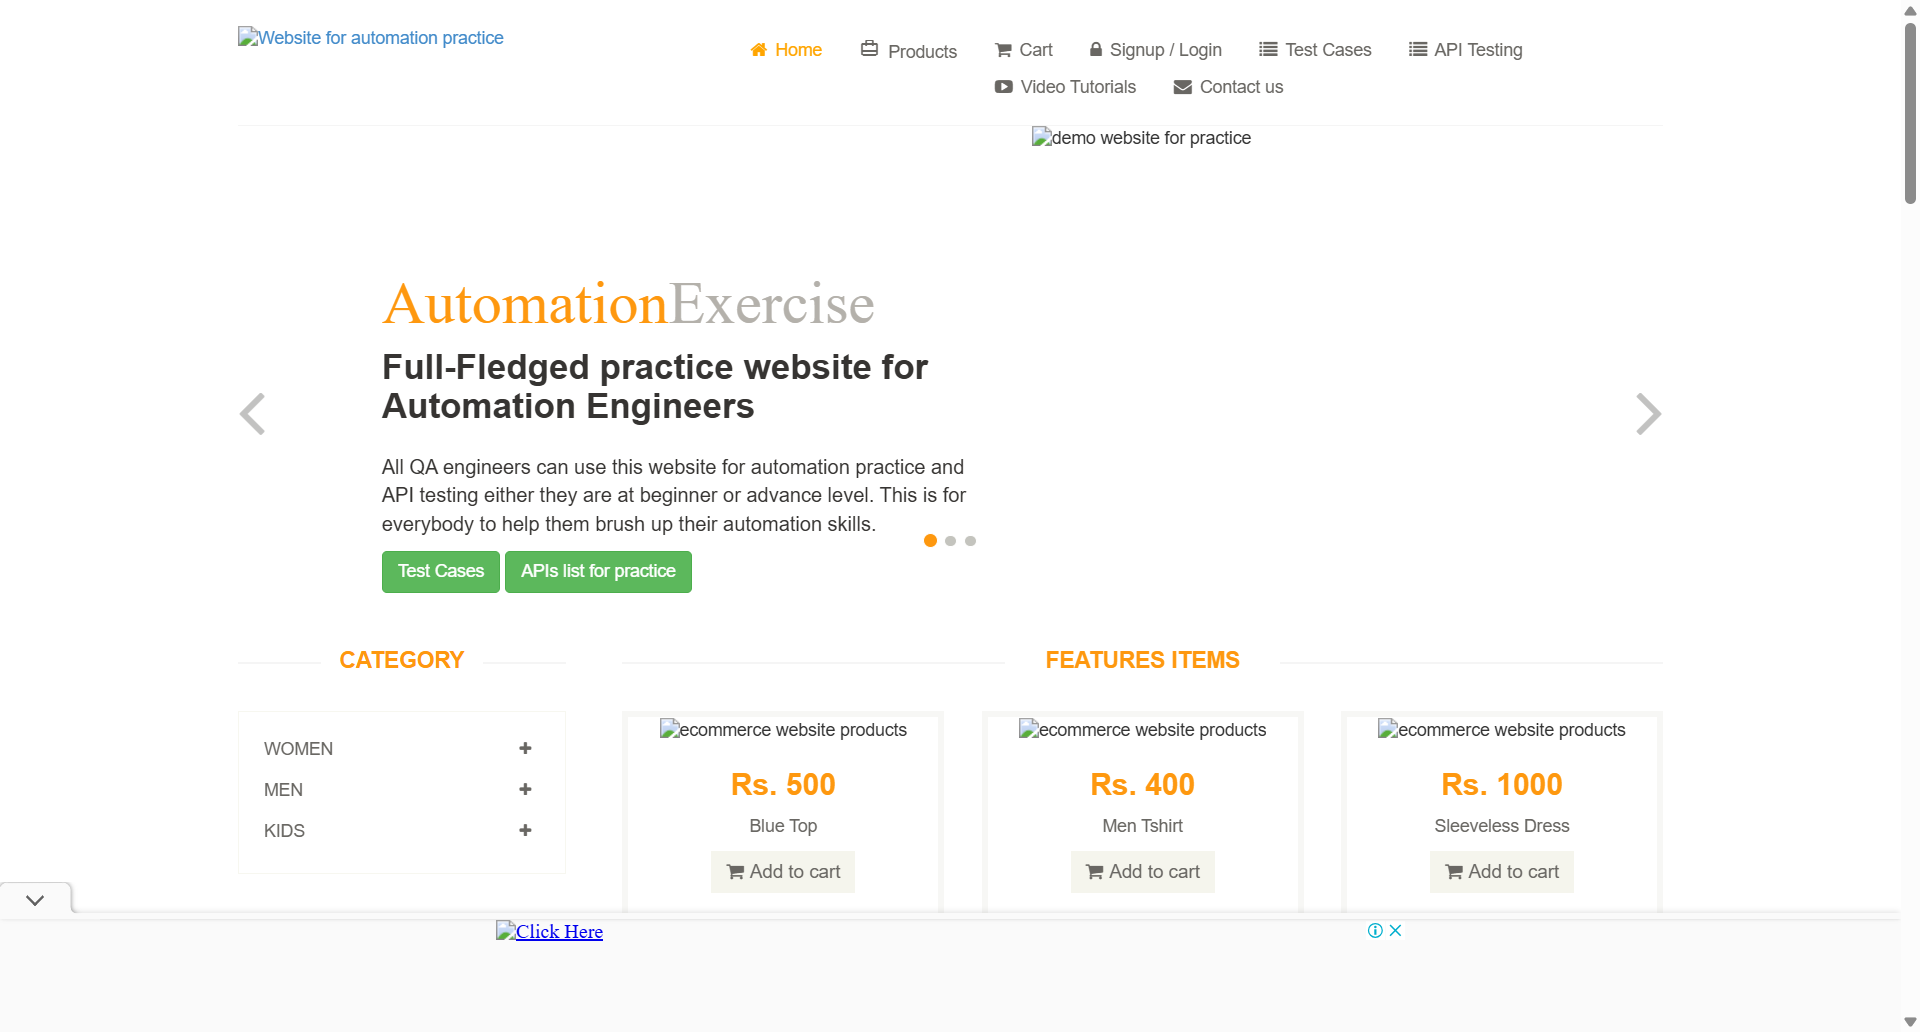 Website for automation practice
Home Products Cart Signup / Login Test Cases API Testing
Video Tutorials Contact us
demo website for practice
AutomationExercise
Full-Fledged practice website for
Automation Engineers
All QA engineers can use this website for automation practice and
API testing either they are at beginner or advance level. This is for
everybody to help them brush up their automation skills.
Test Cases APIs list for practice
CATEGORY
WOMEN
MEN
KIDS
FEATURES ITEMS
ecommerce website products
Rs. 500
Blue Top
Add to cart
ecommerce website products
Rs. 400
Men Tshirt
Add to cart
ecommerce website products
Rs. 1000
Sleeveless Dress
Add to cart
Click Here